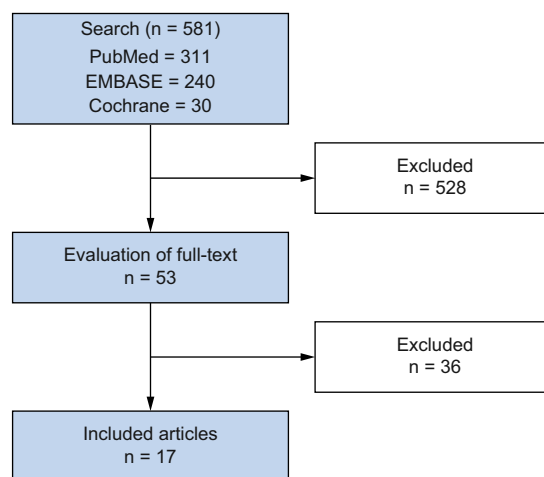 Search (n = 581)
PubMed = 311
EMBASE = 240
Cochrane = 30
Excluded
n = 528
Evaluation of full-text
n = 53
Excluded
n = 36
Included articles
n = 17